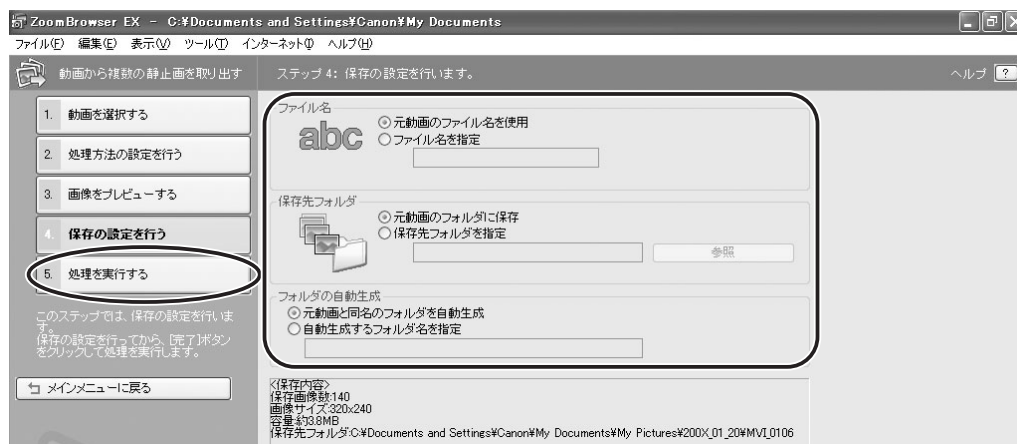 ZoomBrowser EX - C:¥Documents and Settings¥Canon¥My Documents
ファイル(F) 編集(E) 表示(V) ツール(T) インターネット(I) ヘルプ(H)
動画から複数の静止画を取り出す
ステップ 4: 保存の設定を行います。
ヘルプ ?
1. 動画を選択する
2. 処理方法の設定を行う
3. 画像をプレビューする
4. 保存の設定を行う
5. 処理を実行する
このステップでは、保存の設定を行いま
す。
保存の設定を行ってから、[完了]ボタン
をクリックして処理を実行します。
メインメニューに戻る
ファイル名
abc
元動画のファイル名を使用
ファイル名を指定
保存先フォルダ
元動画のフォルダに保存
保存先フォルダを指定
参照
フォルダの自動生成
元動画と同名のフォルダを自動生成
自動生成するフォルダ名を指定
<保存内容>
保存画像数:140
画像サイズ:320x240
容量:約3.8MB
保存先フォルダ:C:¥Documents and Settings¥Canon¥My Documents¥My Pictures¥200X_01_20¥MVI_0106